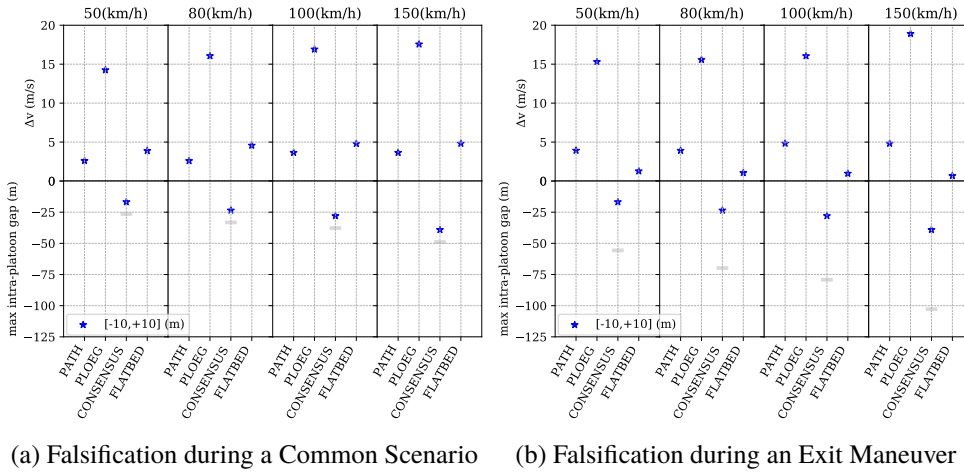 50(km/h) 80(km/h) 100(km/h) 150(km/h)
20
15
10
5
0
−25
−50
−75
−100
−125
Δv (m/s)
max intra-platoon gap (m)
[-10,+10] (m)
PATH PLOEG CONSENSUS FLATBED PATH PLOEG CONSENSUS FLATBED PATH PLOEG CONSENSUS FLATBED PATH PLOEG CONSENSUS FLATBED
(a) Falsification during a Common Scenario
50(km/h) 80(km/h) 100(km/h) 150(km/h)
20
15
10
5
0
−25
−50
−75
−100
−125
Δv (m/s)
max intra-platoon gap (m)
[-10,+10] (m)
PATH PLOEG CONSENSUS FLATBED PATH PLOEG CONSENSUS FLATBED PATH PLOEG CONSENSUS FLATBED PATH PLOEG CONSENSUS FLATBED
(b) Falsification during an Exit Maneuver